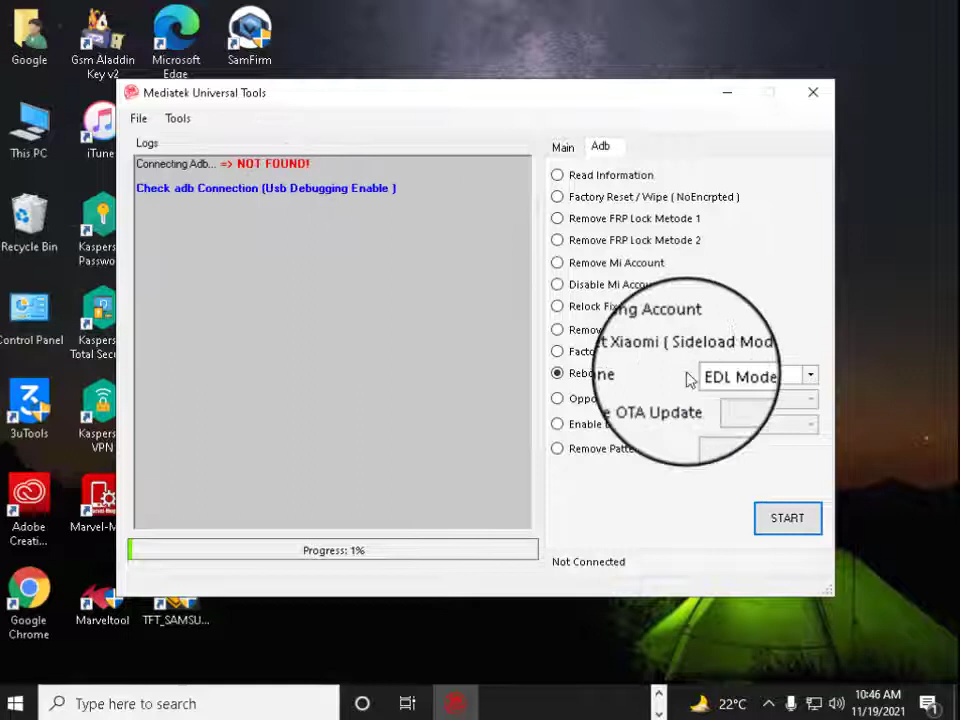 Google
Gsm Aladdin
Key v2
Microsoft
Edge
SamFirm
Mediatek Universal Tools
File Tools
Logs
Connecting Adb... => NOT FOUND!
Check adb Connection (Usb Debugging Enable )
Main Adb
Read Information
Factory Reset / Wipe ( NoEncrpted )
Remove FRP Lock Metode 1
Remove FRP Lock Metode 2
Remove Mi Account
Disable Mi Accou
Relock Fix
ng Account
Remov
t Xiaomi ( Sideload Mod
Facto
Rebo
ne
EDL Mode
Oppo
OTA Update
Enable
Remove Patte
START
Progress: 1%
Not Connected
This PC
iTune
Recycle Bin
Kaspers
Passwo
Control Panel
Kaspers
Total Secu
3uTools
Kaspers
VPN
Adobe
Creati...
Marvel-M
Google
Chrome
Marveltool
TFT_SAMSU...
Type here to search
22°C
10:46 AM
11/19/2021
1